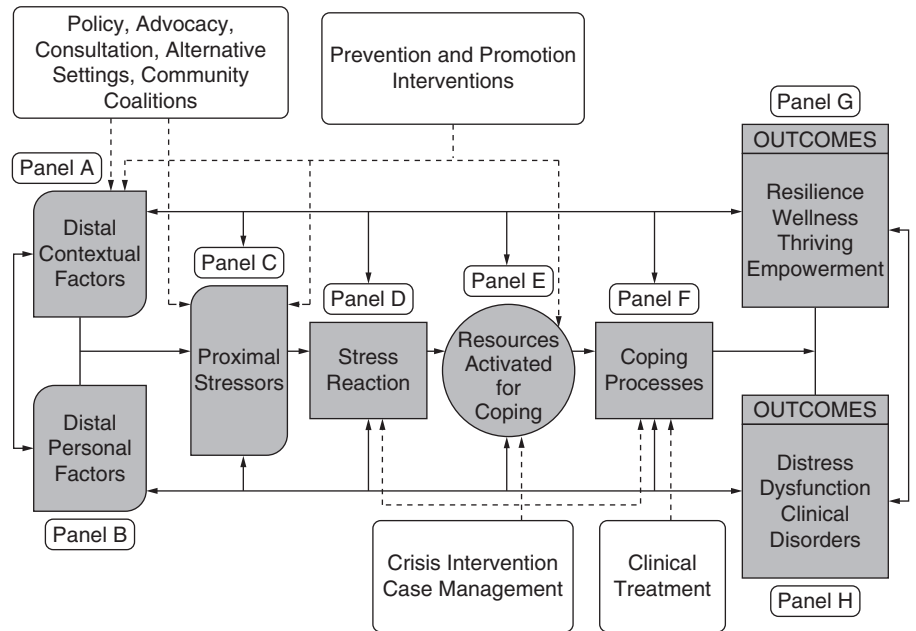 Policy, Advocacy,
Consultation, Alternative
Settings, Community
Coalitions
Prevention and Promotion
Interventions
Panel G
OUTCOMES
Resilience
Wellness
Thriving
Empowerment
Panel A
Distal
Contextual
Factors
Panel C
Proximal
Stressors
Panel D
Stress
Reaction
Panel E
Resources
Activated
for
Coping
Panel F
Coping
Processes
Distal
Personal
Factors
Panel B
OUTCOMES
Distress
Dysfunction
Clinical
Disorders
Panel H
Crisis Intervention
Case Management
Clinical
Treatment